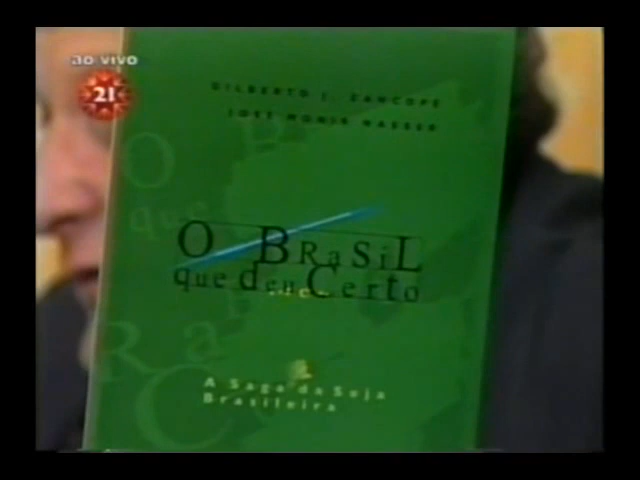 ao vivo
21
GILBERTO J. ZANCOPE
JOSE MONIR NASSER
O BRaSiL
que deu Certo
A Saga da Soja
Brasileira